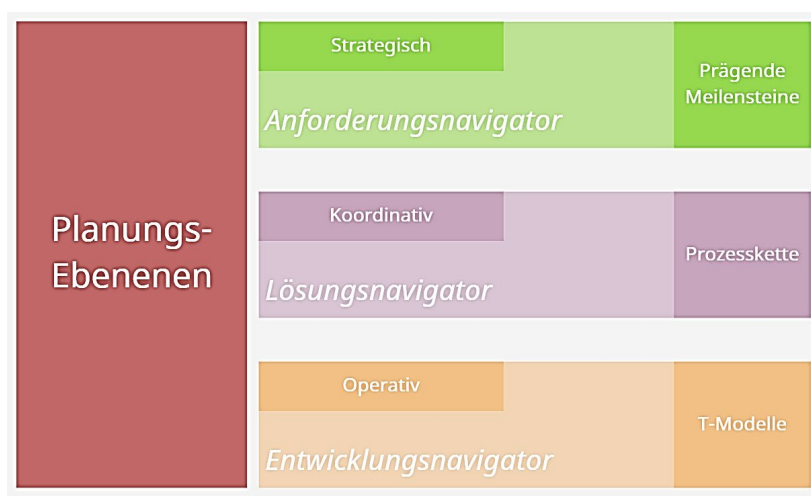 Planungs-
Ebenenen
Strategisch
Anforderungsnavigator
Prägende
Meilensteine
Koordinativ
Lösungsnavigator
Prozesskette
Operativ
Entwicklungsnavigator
T-Modelle